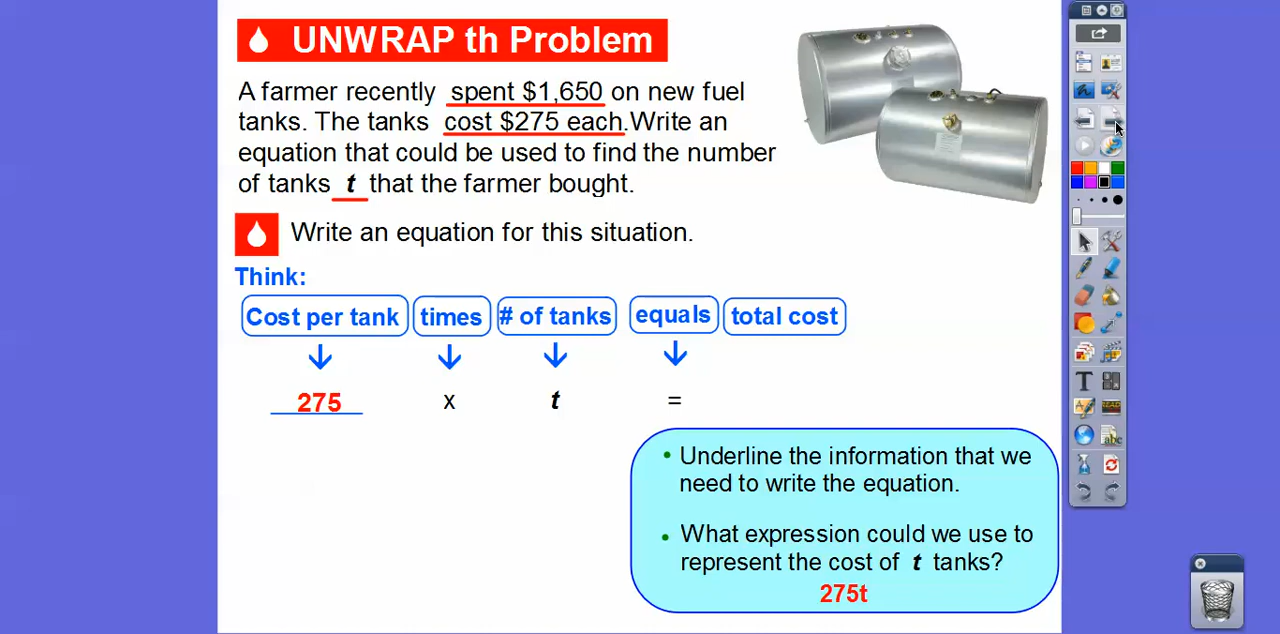 UNWRAP th Problem
A farmer recently spent $1,650 on new fuel
tanks. The tanks cost $275 each.Write an
equation that could be used to find the number
of tanks t that the farmer bought.
Write an equation for this situation.
Think:
Cost per tank times # of tanks equals total cost
275 x t =
• Underline the information that we
need to write the equation.
• What expression could we use to
represent the cost of t tanks?
275t